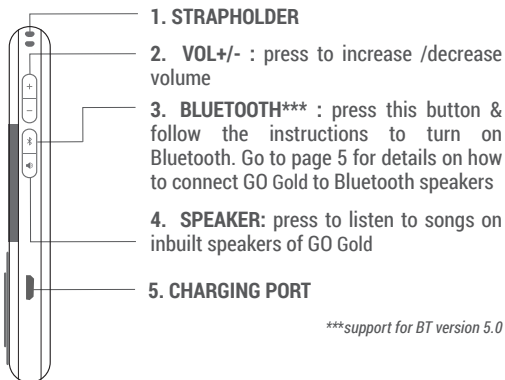 1. STRAPHOLDER
2. VOL+/- : press to increase /decrease
volume
3. BLUETOOTH*** : press this button &
follow the instructions to turn on
Bluetooth. Go to page 5 for details on how
to connect GO Gold to Bluetooth speakers
4. SPEAKER: press to listen to songs on
inbuilt speakers of GO Gold
5. CHARGING PORT
***support for BT version 5.0